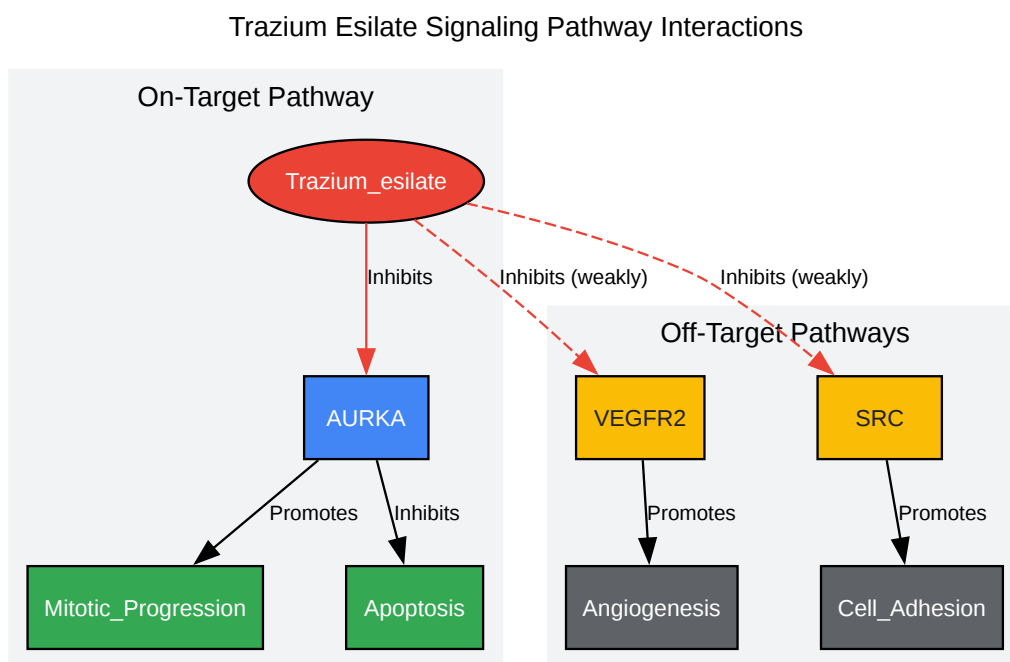 Trazium Esilate Signaling Pathway Interactions
On-Target Pathway
Trazium_esilate
Inhibits
Inhibits (weakly)
Inhibits (weakly)
Off-Target Pathways
AURKA
VEGFR2
SRC
Promotes
Inhibits
Promotes
Promotes
Mitotic_Progression
Apoptosis
Angiogenesis
Cell_Adhesion